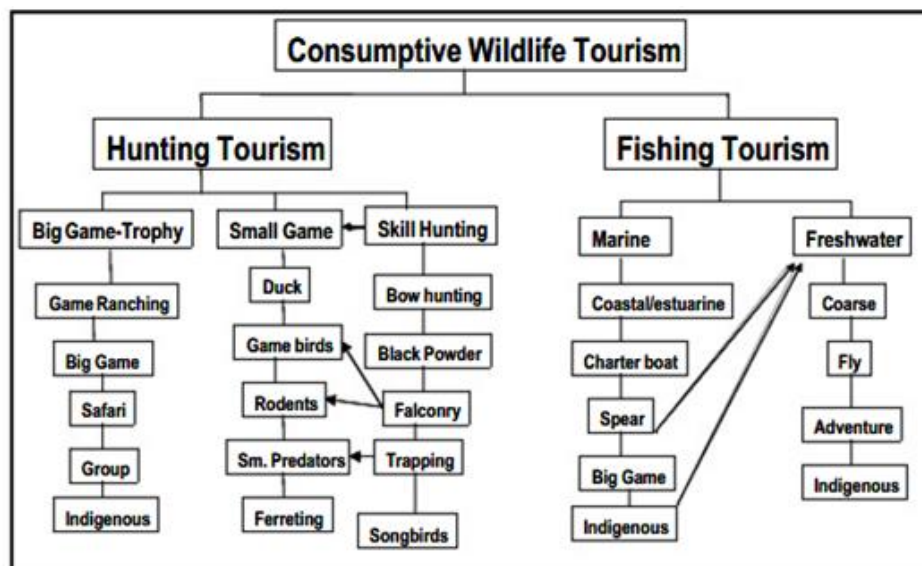 Consumptive Wildlife Tourism
Hunting Tourism
Fishing Tourism
Big Game-Trophy
Small Game
Skill Hunting
Marine
Freshwater
Game Ranching
Duck
Bow hunting
Coastal/estuarine
Coarse
Big Game
Game birds
Black Powder
Charter boat
Fly
Safari
Rodents
Falconry
Spear
Adventure
Group
Sm. Predators
Trapping
Big Game
Indigenous
Indigenous
Ferreting
Songbirds
Indigenous